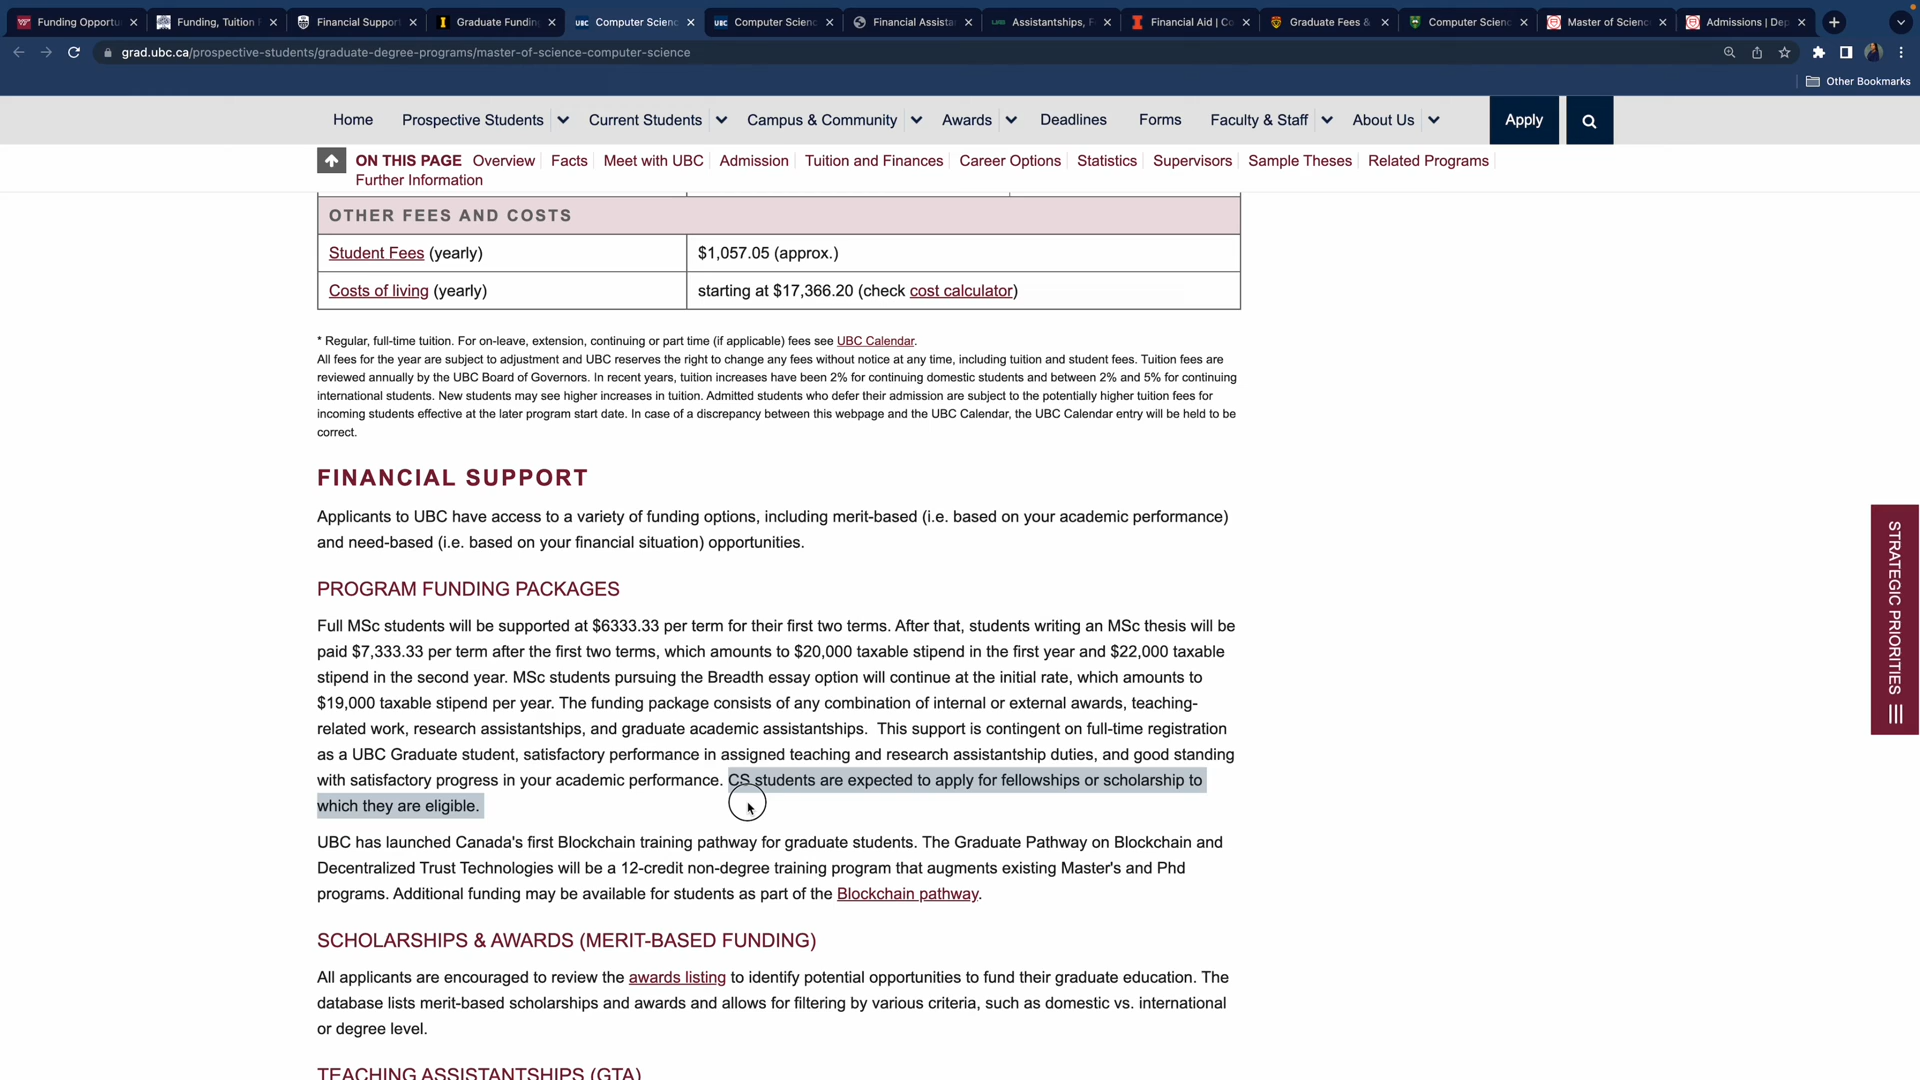 Funding Opportu
Funding, Tuition F
Financial Support
Graduate Funding
Computer Scienc
Computer Scienc
Financial Assistan
Assistantships, F
Financial Aid | Co
Graduate Fees &
Computer Science
Master of Science
Admissions | Dep
grad.ubc.ca/prospective-students/graduate-degree-programs/master-of-science-computer-science
Other Bookmarks
Home Prospective Students Current Students Campus & Community Awards Deadlines Forms Faculty & Staff About Us Apply
ON THIS PAGE Overview Facts Meet with UBC Admission Tuition and Finances Career Options Statistics Supervisors Sample Theses Related Programs
Further Information
OTHER FEES AND COSTS
Student Fees (yearly) $1,057.05 (approx.)
Costs of living (yearly) starting at $17,366.20 (check cost calculator)
* Regular, full-time tuition. For on-leave, extension, continuing or part time (if applicable) fees see UBC Calendar.
All fees for the year are subject to adjustment and UBC reserves the right to change any fees without notice at any time, including tuition and student fees. Tuition fees are
reviewed annually by the UBC Board of Governors. In recent years, tuition increases have been 2% for continuing domestic students and between 2% and 5% for continuing
international students. New students may see higher increases in tuition. Admitted students who defer their admission are subject to the potentially higher tuition fees for
incoming students effective at the later program start date. In case of a discrepancy between this webpage and the UBC Calendar, the UBC Calendar entry will be held to be
correct.
FINANCIAL SUPPORT
Applicants to UBC have access to a variety of funding options, including merit-based (i.e. based on your academic performance)
and need-based (i.e. based on your financial situation) opportunities.
PROGRAM FUNDING PACKAGES
Full MSc students will be supported at $6333.33 per term for their first two terms. After that, students writing an MSc thesis will be
paid $7,333.33 per term after the first two terms, which amounts to $20,000 taxable stipend in the first year and $22,000 taxable
stipend in the second year. MSc students pursuing the Breadth essay option will continue at the initial rate, which amounts to
$19,000 taxable stipend per year. The funding package consists of any combination of internal or external awards, teaching-
related work, research assistantships, and graduate academic assistantships. This support is contingent on full-time registration
as a UBC Graduate student, satisfactory performance in assigned teaching and research assistantship duties, and good standing
with satisfactory progress in your academic performance. CS students are expected to apply for fellowships or scholarship to
which they are eligible.
UBC has launched Canada's first Blockchain training pathway for graduate students. The Graduate Pathway on Blockchain and
Decentralized Trust Technologies will be a 12-credit non-degree training program that augments existing Master's and Phd
programs. Additional funding may be available for students as part of the Blockchain pathway.
SCHOLARSHIPS & AWARDS (MERIT-BASED FUNDING)
All applicants are encouraged to review the awards listing to identify potential opportunities to fund their graduate education. The
database lists merit-based scholarships and awards and allows for filtering by various criteria, such as domestic vs. international
or degree level.
TEACHING ASSISTANTSHIPS (GTA)
STRATEGIC PRIORITIES